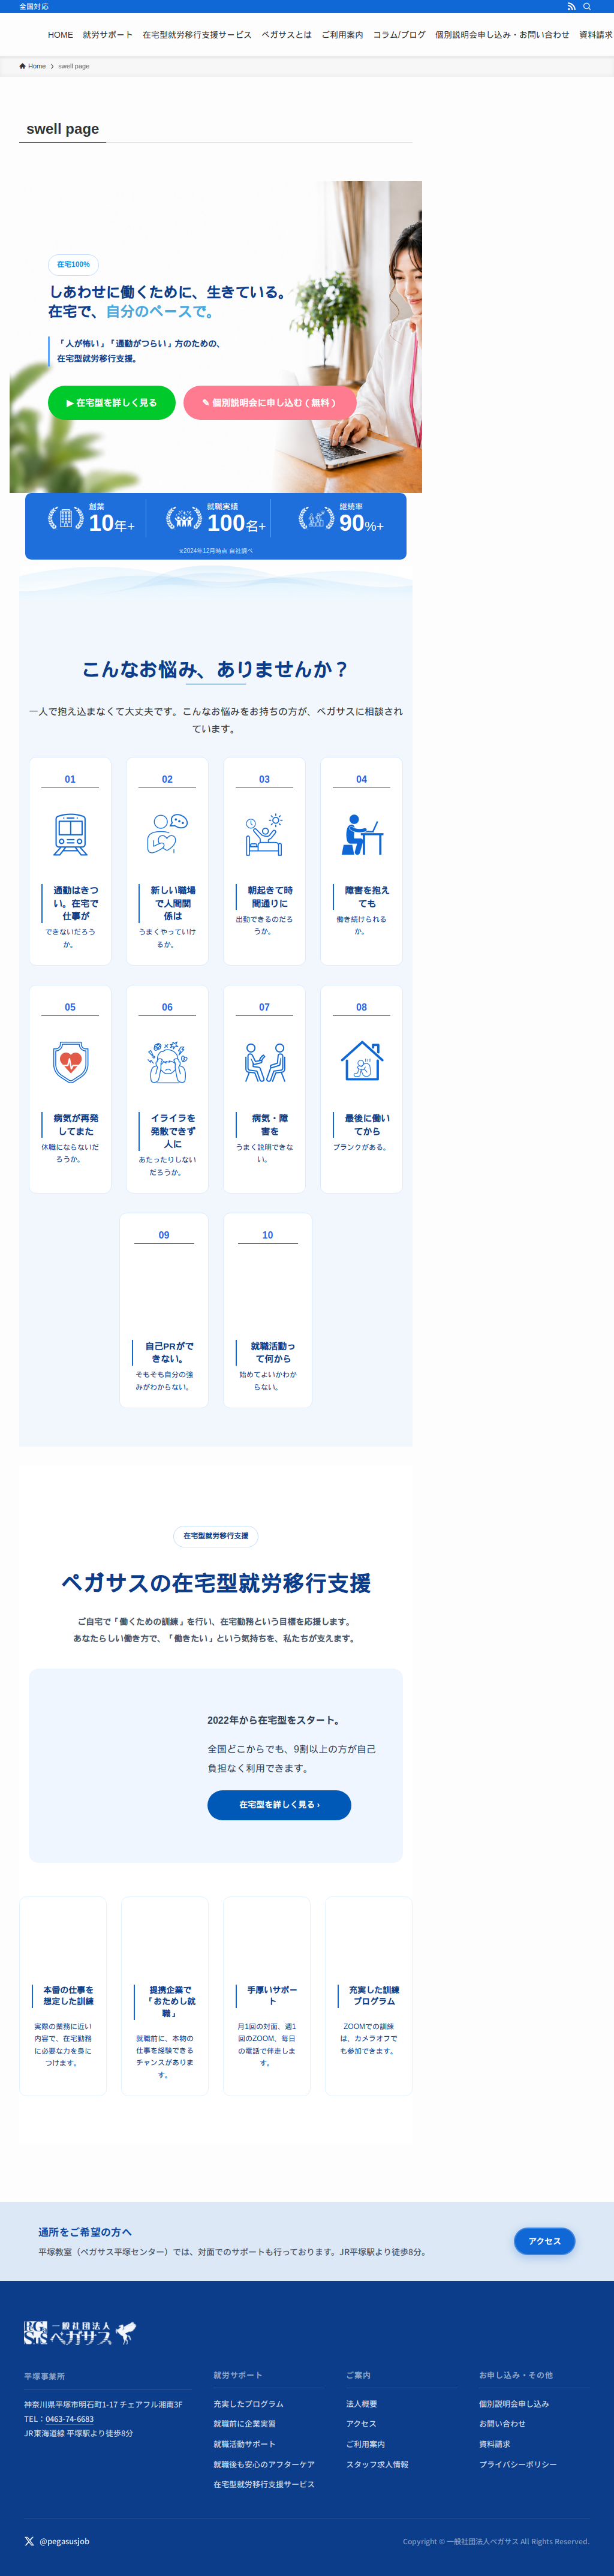 全国対応
HOME 就労サポート 在宅型就労移行支援サービス ペガサスとは ご利用案内 コラム/ブログ 個別説明会申し込み・お問い合わせ 資料請求
Home 〉 swell page
swell page
在宅100%
しあわせに働くために、生きている。
在宅で、自分のペースで。
「人が怖い」「通勤がつらい」方のための、
在宅型就労移行支援。
▶ 在宅型を詳しく見る
✎ 個別説明会に申し込む（無料）
創業
10年+
就職実績
100名+
継続率
90%+
※2024年12月時点 自社調べ
こんなお悩み、ありませんか？
一人で抱え込まなくて大丈夫です。こんなお悩みをお持ちの方が、ペガサスに相談され
ています。
01
通勤はきつ
い。在宅で
仕事が
できないだろう
か。
02
新しい職場
で人間関
係は
うまくやっていけ
るか。
03
朝起きて時
間通りに
出勤できるのだろ
うか。
04
障害を抱え
ても
働き続けられる
か。
05
病気が再発
してまた
休職にならないだ
ろうか。
06
イライラを
発散できず
人に
あたったりしない
だろうか。
07
病気・障
害を
うまく説明できな
い。
08
最後に働い
てから
ブランクがある。
09
自己PRがで
きない。
そもそも自分の強
みがわからない。
10
就職活動っ
て何から
始めてよいかわか
らない。
在宅型就労移行支援
ペガサスの在宅型就労移行支援
ご自宅で「働くための訓練」を行い、在宅勤務という目標を応援します。
あなたらしい働き方で、「働きたい」という気持ちを、私たちが支えます。
2022年から在宅型をスタート。
全国どこからでも、9割以上の方が自己
負担なく利用できます。
在宅型を詳しく見る ›
本番の仕事を
想定した訓練
実際の業務に近い
内容で、在宅勤務
に必要な力を身に
つけます。
提携企業で
「おためし就
職」
就職前に、本物の
仕事を経験できる
チャンスがありま
す。
手厚いサポー
ト
月1回の対面、週1
回のZOOM、毎日
の電話で伴走しま
す。
充実した訓練
プログラム
ZOOMでの訓練
は、カメラオフで
も参加できます。
通所をご希望の方へ
平塚教室（ペガサス平塚センター）では、対面でのサポートも行っております。JR平塚駅より徒歩8分。
アクセス
一般社団法人
ペガサス
平塚事業所
神奈川県平塚市明石町1-17 チェアフル湘南3F
TEL：0463-74-6683
JR東海道線 平塚駅より徒歩8分
就労サポート
充実したプログラム
就職前に企業実習
就職活動サポート
就職後も安心のアフターケア
在宅型就労移行支援サービス
ご案内
法人概要
アクセス
ご利用案内
スタッフ求人情報
お申し込み・その他
個別説明会申し込み
お問い合わせ
資料請求
プライバシーポリシー
@pegasusjob
Copyright © 一般社団法人ペガサス All Rights Reserved.